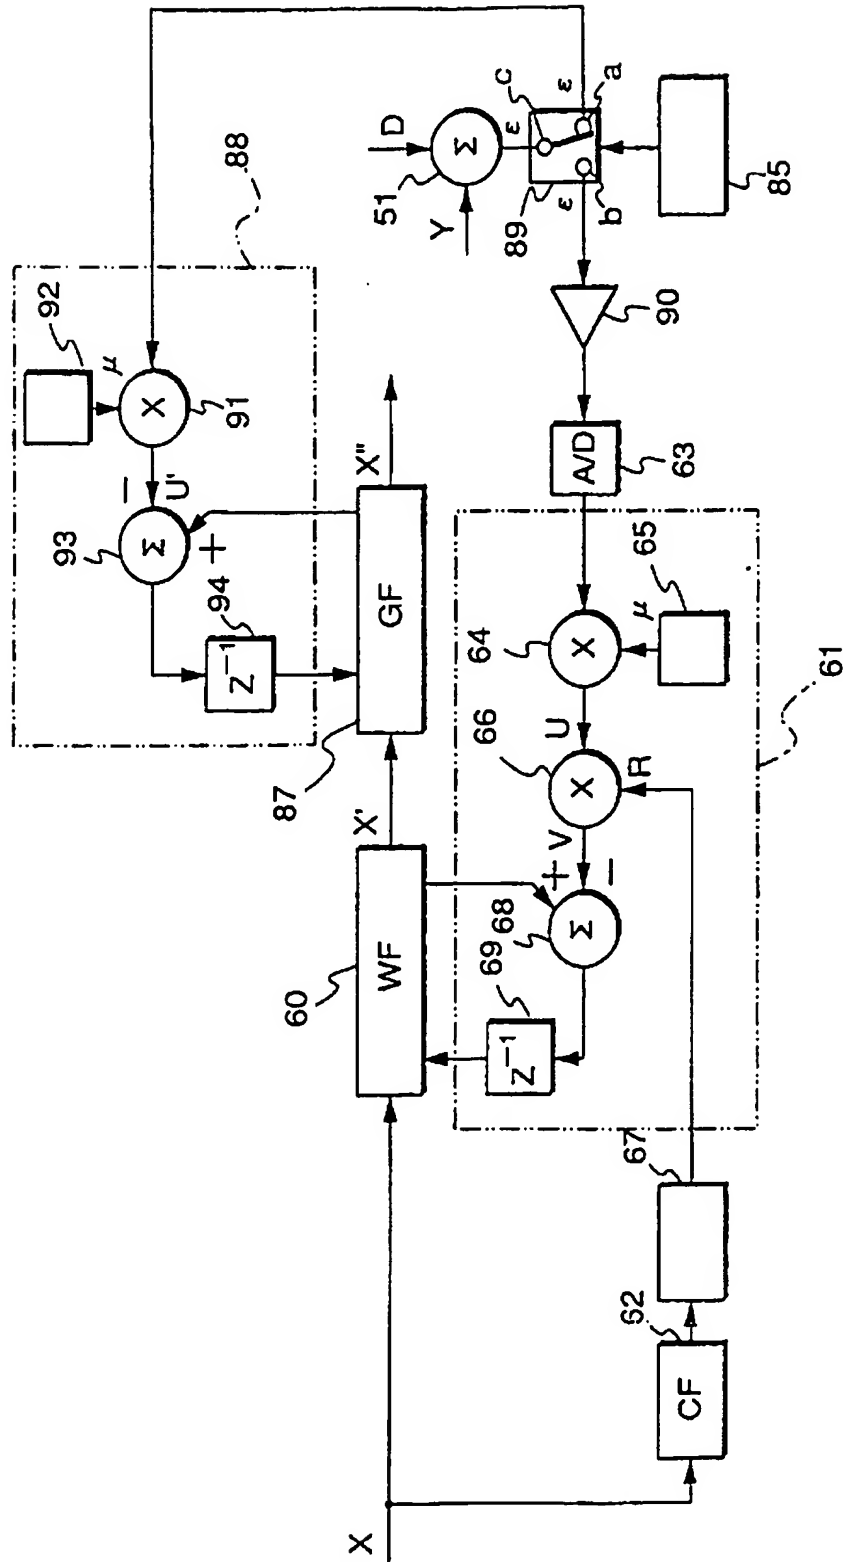 X
CF
62
67
WF
60
X'
GF
87
X"
88
92
μ
X
91
U'
−
Σ
93
+
Z⁻¹
94
D
Y
Σ
51
ε
c
ε
a
ε
b
89
85
90
A/D
63
65
μ
X
64
U
X
66
R
V
+
−
Σ
68
Z⁻¹
69
61